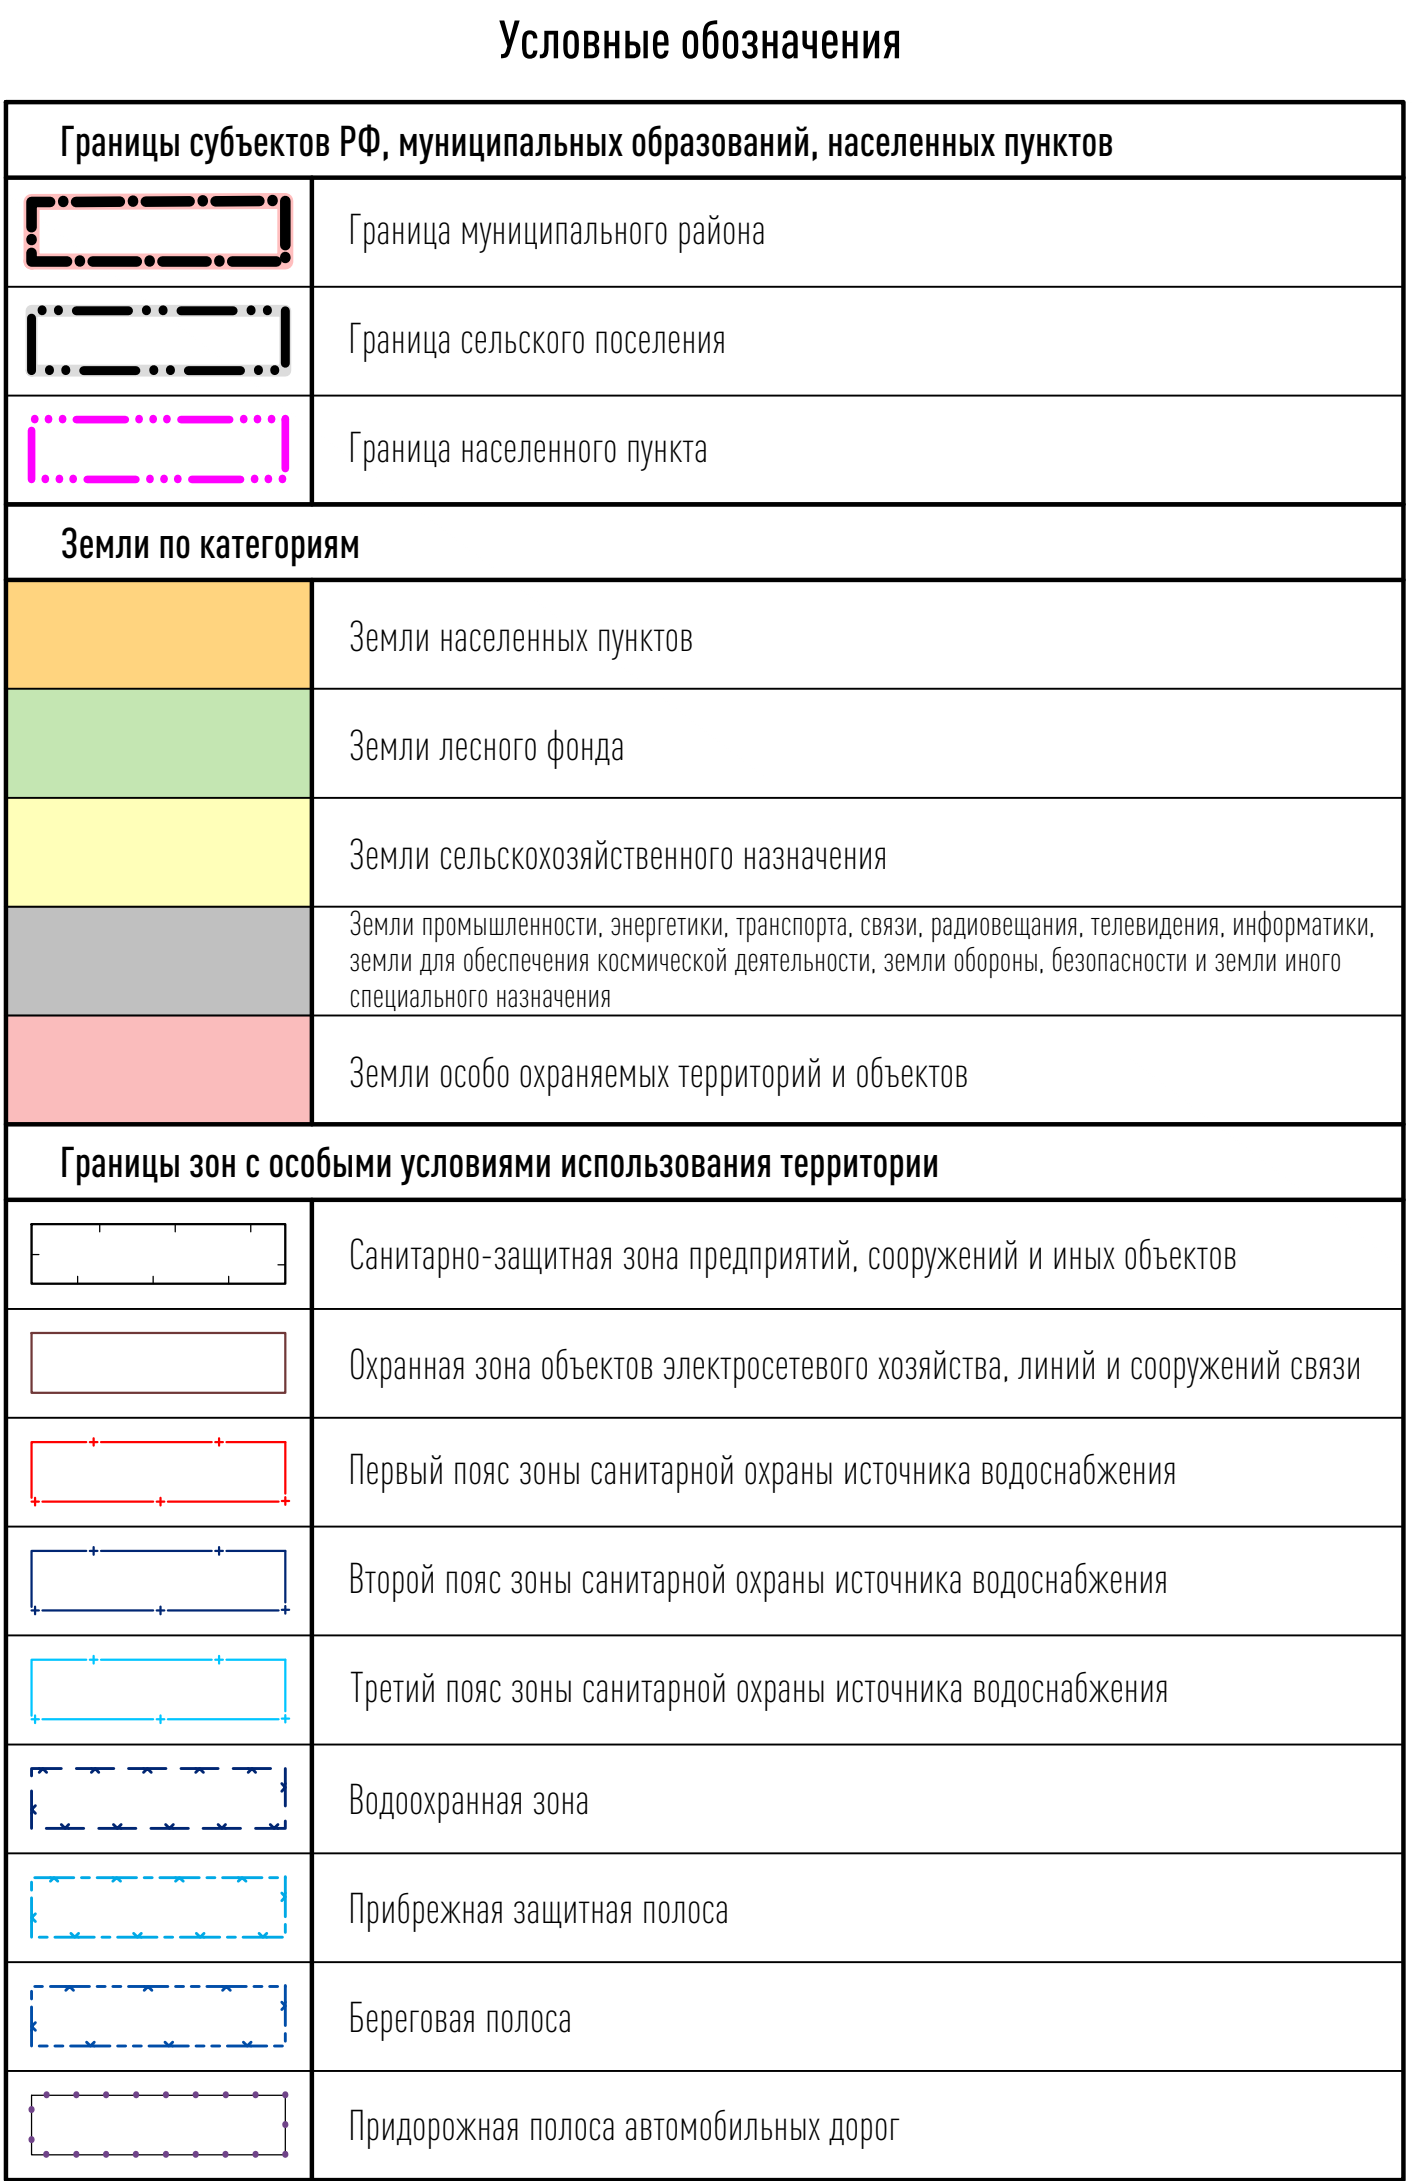 Условные обозначения
Границы субъектов РФ, муниципальных образований, населенных пунктов
Граница муниципального района
Граница сельского поселения
Граница населенного пункта
Земли по категориям
Земли населенных пунктов
Земли лесного фонда
Земли сельскохозяйственного назначения
Земли промышленности, энергетики, транспорта, связи, радиовещания, телевидения, информатики,
земли для обеспечения космической деятельности, земли обороны, безопасности и земли иного
специального назначения
Земли особо охраняемых территорий и объектов
Границы зон с особыми условиями использования территории
Санитарно-защитная зона предприятий, сооружений и иных объектов
Охранная зона объектов электросетевого хозяйства, линий и сооружений связи
Первый пояс зоны санитарной охраны источника водоснабжения
Второй пояс зоны санитарной охраны источника водоснабжения
Третий пояс зоны санитарной охраны источника водоснабжения
Водоохранная зона
Прибрежная защитная полоса
Береговая полоса
Придорожная полоса автомобильных дорог